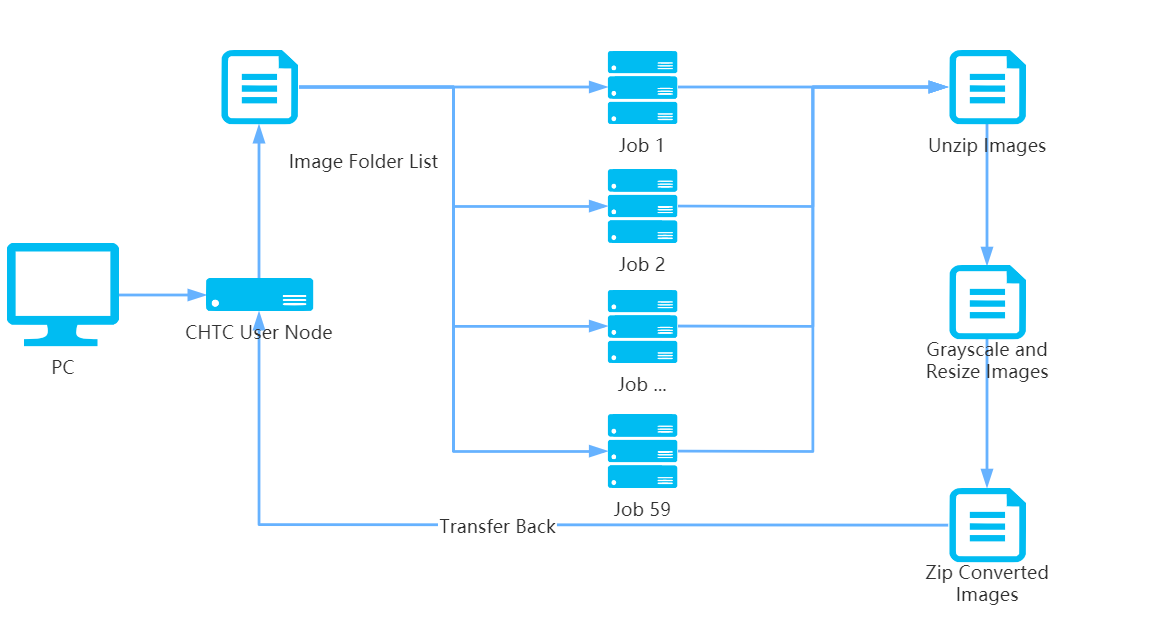 Job 1
Unzip Images
Image Folder List
Job 2
CHTC User Node
Grayscale and
Resize Images
PC
Job ...
Job 59
Transfer Back
Zip Converted
Images